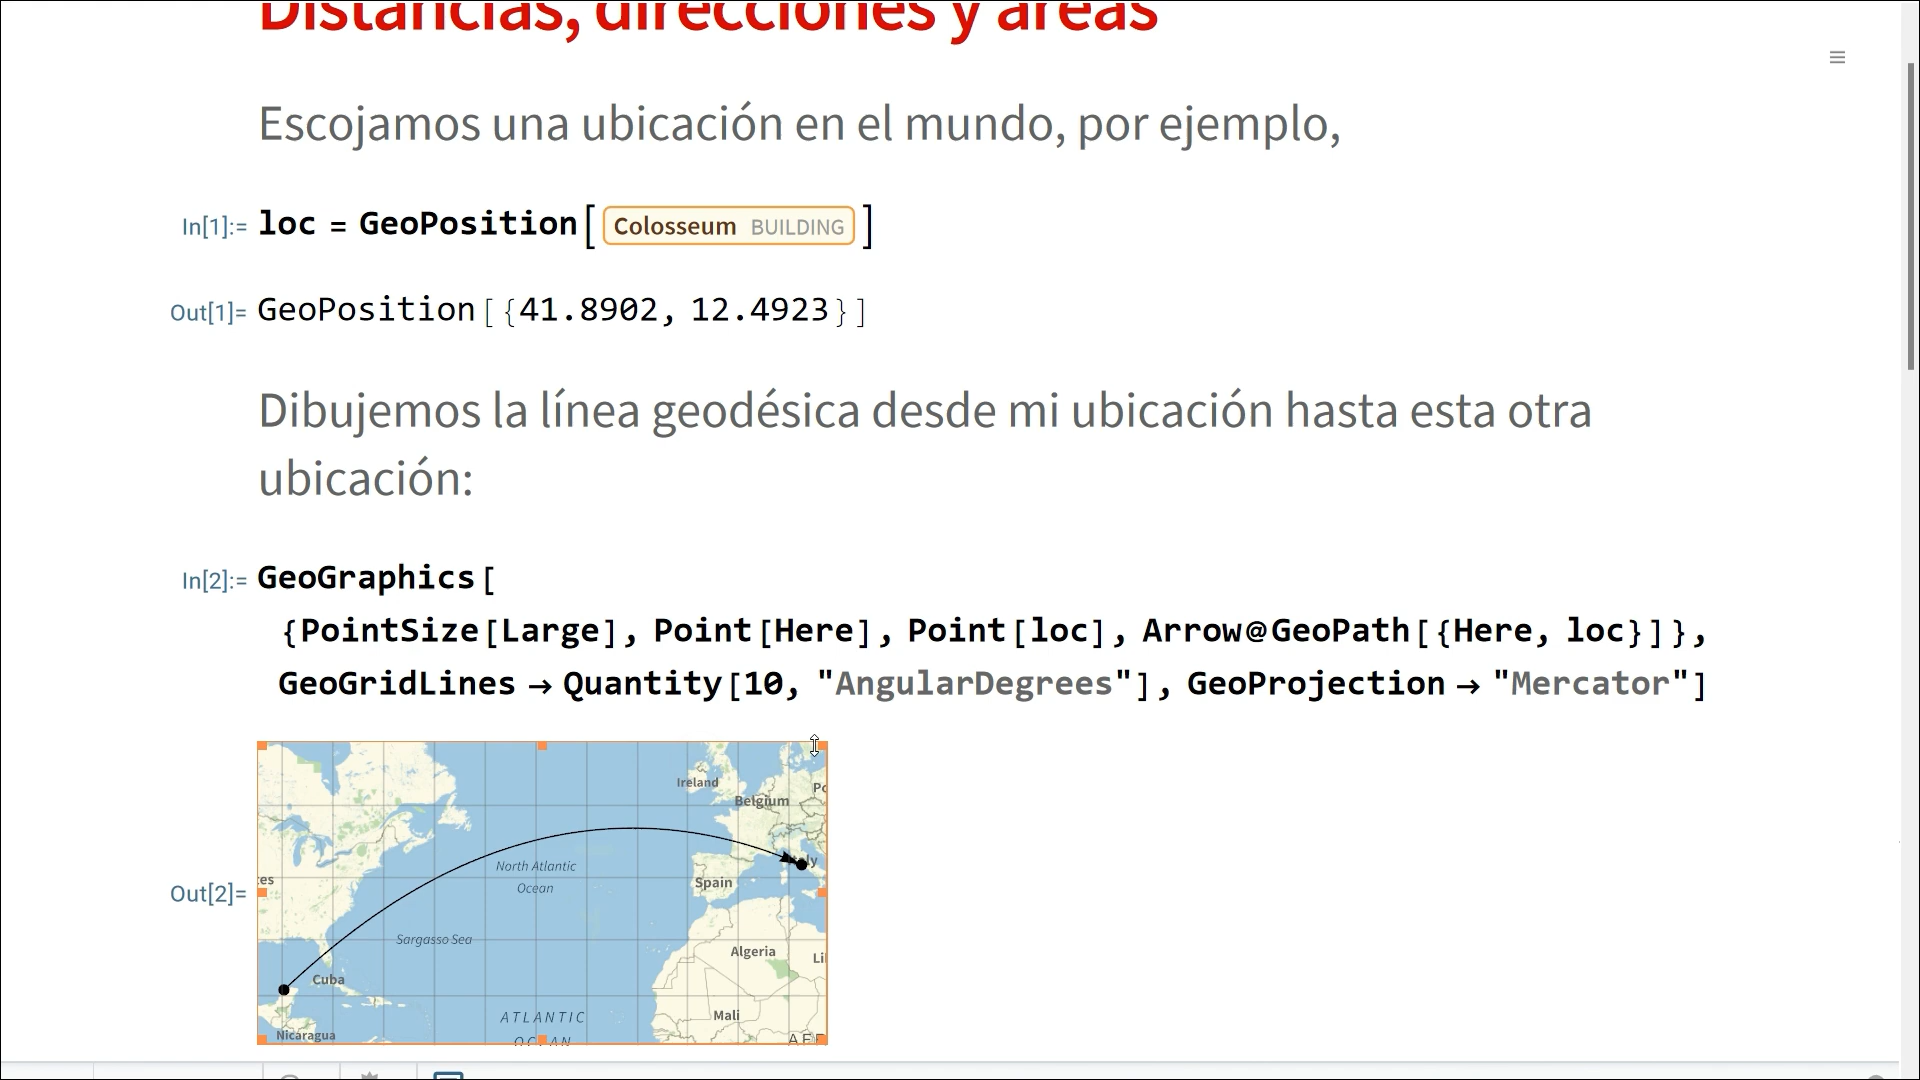 Distancias, direcciones y áreas
Escojamos una ubicación en el mundo, por ejemplo,
In[1]:= loc = GeoPosition[ Colosseum BUILDING ]
Out[1]= GeoPosition[{41.8902, 12.4923}]
Dibujemos la línea geodésica desde mi ubicación hasta esta otra
ubicación:
In[2]:= GeoGraphics[
{PointSize[Large], Point[Here], Point[loc], Arrow@GeoPath[{Here, loc}]},
GeoGridLines → Quantity[10, "AngularDegrees"], GeoProjection → "Mercator"]
Out[2]=
Ireland
Belgium
North Atlantic
Ocean
Spain
Sargasso Sea
Algeria
Cuba
Mali
ATLANTIC
Nicaragua